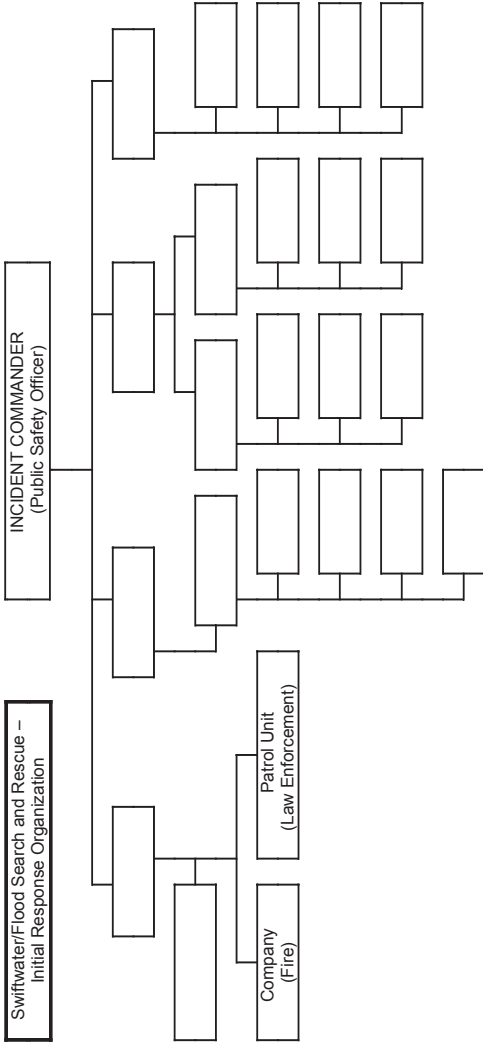 Swiftwater/Flood Search and Rescue –
Initial Response Organization
INCIDENT COMMANDER
(Public Safety Officer)
Company
(Fire)
Patrol Unit
(Law Enforcement)